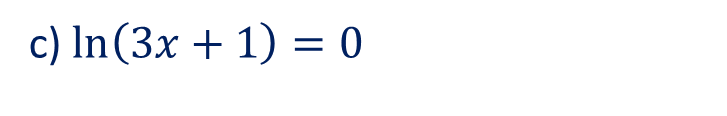 c) ln(3x + 1) = 0